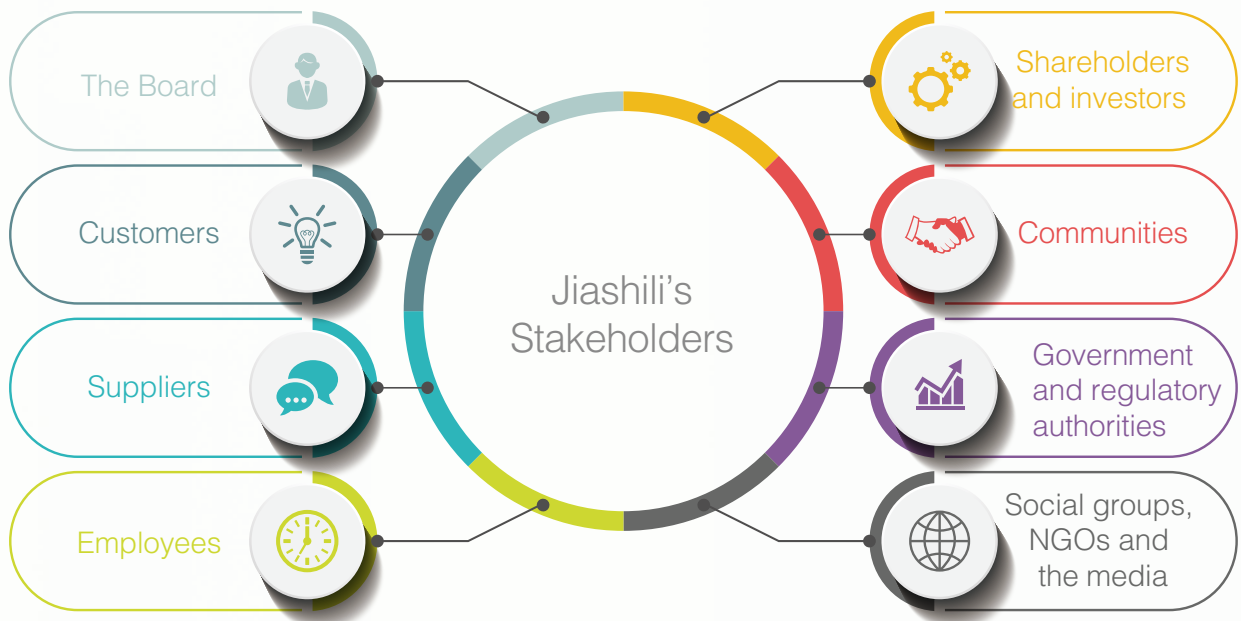 The Board
Customers
Suppliers
Employees
Jiashili’s
Stakeholders
Shareholders
and investors
Communities
Government
and regulatory
authorities
Social groups,
NGOs and
the media